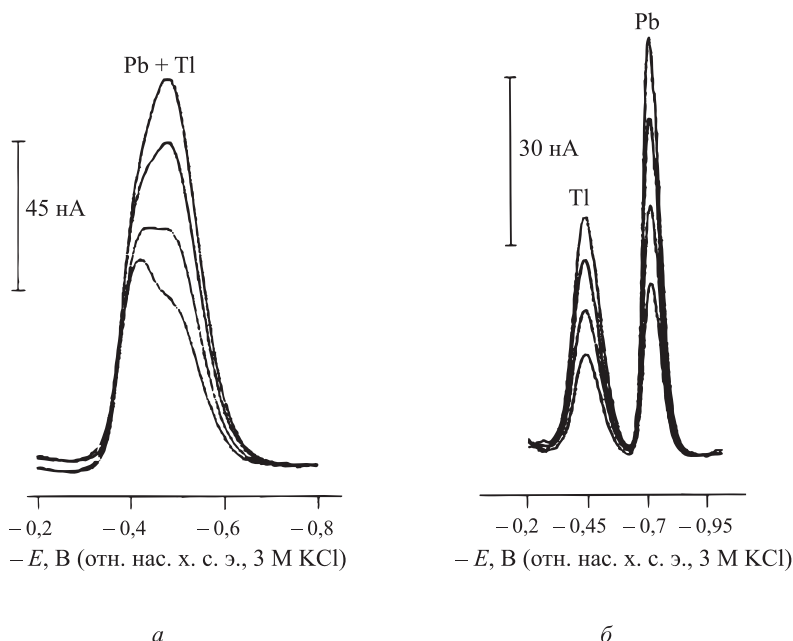 Pb + Tl
45 нА
– 0,2 – 0,4 – 0,6 – 0,8
– E, В (отн. нас. х. с. э., 3 М KCl)
а
Pb
30 нА
Tl
– 0,2 – 0,45 – 0,7 – 0,95
– E, В (отн. нас. х. с. э., 3 М KCl)
б